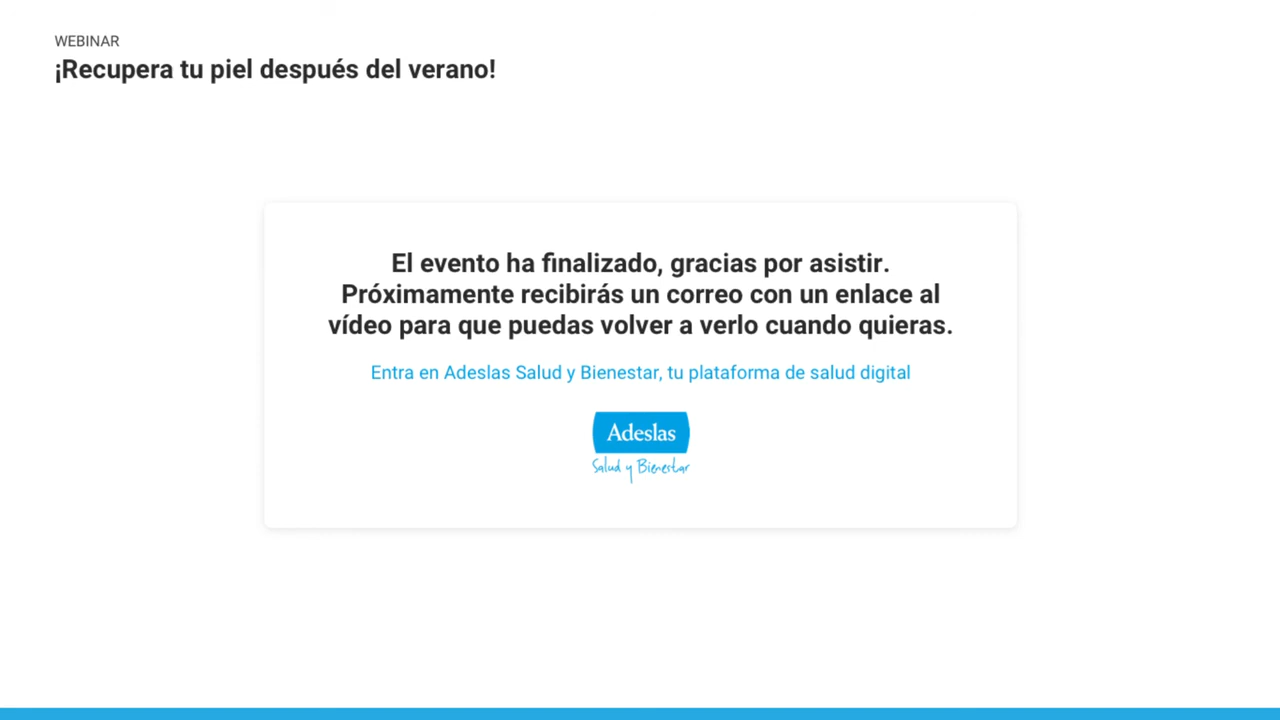 WEBINAR
¡Recupera tu piel después del verano!
El evento ha finalizado, gracias por asistir.
Próximamente recibirás un correo con un enlace al
vídeo para que puedas volver a verlo cuando quieras.
Entra en Adeslas Salud y Bienestar, tu plataforma de salud digital
Adeslas
Salud y Bienestar